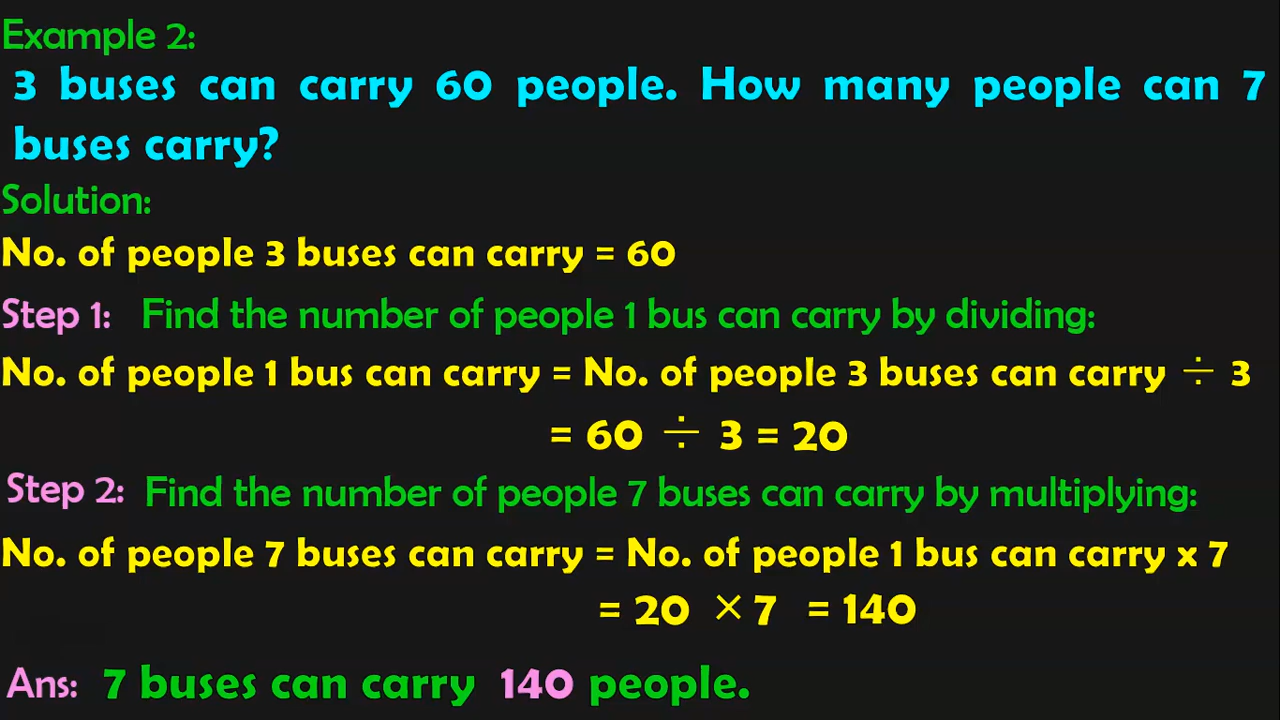 Example 2:
3 buses can carry 60 people. How many people can 7
buses carry?
Solution:
No. of people 3 buses can carry = 60
Step 1: Find the number of people 1 bus can carry by dividing:
No. of people 1 bus can carry = No. of people 3 buses can carry ÷ 3
= 60 ÷ 3 = 20
Step 2: Find the number of people 7 buses can carry by multiplying:
No. of people 7 buses can carry = No. of people 1 bus can carry x 7
= 20 × 7 = 140
Ans: 7 buses can carry 140 people.